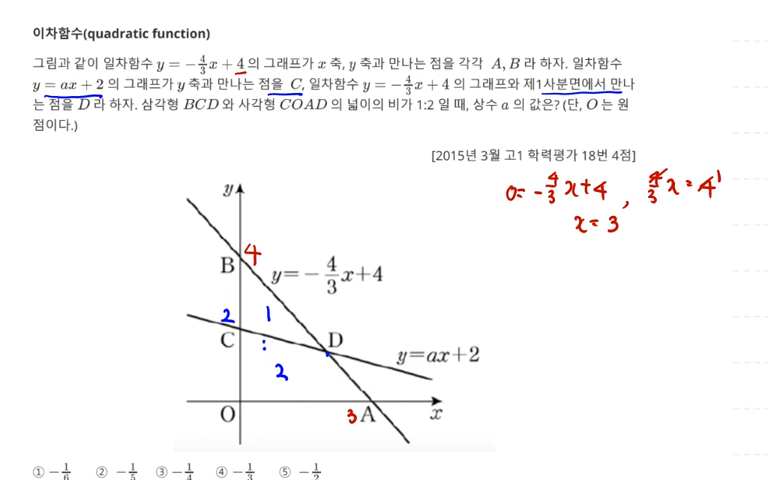 이차함수(quadratic function)
그림과 같이 일차함수 y = -4/3x + 4의 그래프가 x 축, y 축과 만나는 점을 각각 A, B 라 하자. 일차함수
y = ax + 2 의 그래프가 y 축과 만나는 점을 C, 일차함수 y = -4/3x + 4 의 그래프와 제1사분면에서 만나
는 점을 D 라 하자. 삼각형 BCD 와 사각형 COAD 의 넓이의 비가 1:2 일 때, 상수 a 의 값은? (단, O 는 원
점이다.)
[2015년 3월 고1 학력평가 18번 4점]
0 = -4/3x + 4, 4/3x = 4 1
x = 3
y
B 4
y = -4/3x+4
2 1
C : D
y=ax+2
2
O 3 A x
① -1/6 ② -1/5 ③ -1/4 ④ -1/3 ⑤ -1/2